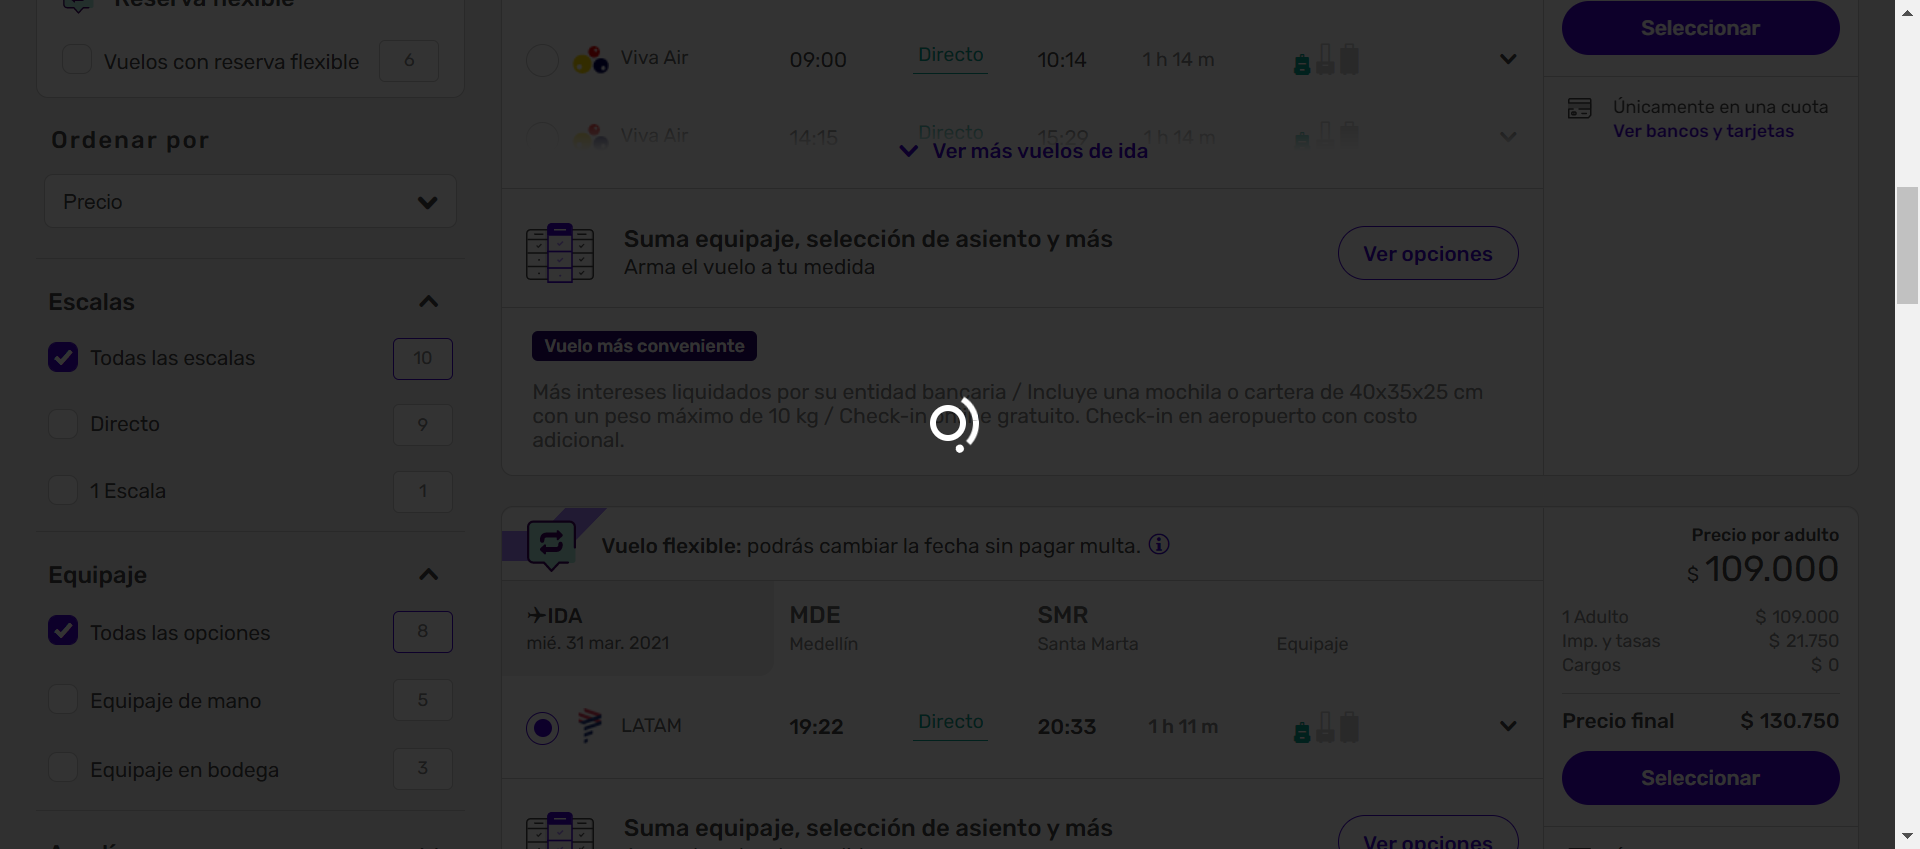 Reserva flexible
Vuelos con reserva flexible 6
Ordenar por
Precio
Escalas
Todas las escalas 10
Directo 9
1 Escala 1
Equipaje
Todas las opciones 8
Equipaje de mano 5
Equipaje en bodega 3
Viva Air 09:00 Directo 10:14 1 h 14 m
Viva Air 14:15 Directo 15:29 1 h 14 m
Ver más vuelos de ida
Suma equipaje, selección de asiento y más
Arma el vuelo a tu medida
Ver opciones
Vuelo más conveniente
Más intereses liquidados por su entidad bancaria / Incluye una mochila o cartera de 40x35x25 cm
con un peso máximo de 10 kg / Check-in gratuito. Check-in en aeropuerto con costo
adicional.
Seleccionar
Únicamente en una cuota
Ver bancos y tarjetas
Vuelo flexible: podrás cambiar la fecha sin pagar multa.
IDA MDE SMR
mié. 31 mar. 2021 Medellín Santa Marta Equipaje
LATAM 19:22 Directo 20:33 1 h 11 m
Suma equipaje, selección de asiento y más
Ver opciones
Precio por adulto
$ 109.000
1 Adulto $ 109.000
Imp. y tasas $ 21.750
Cargos $ 0
Precio final $ 130.750
Seleccionar